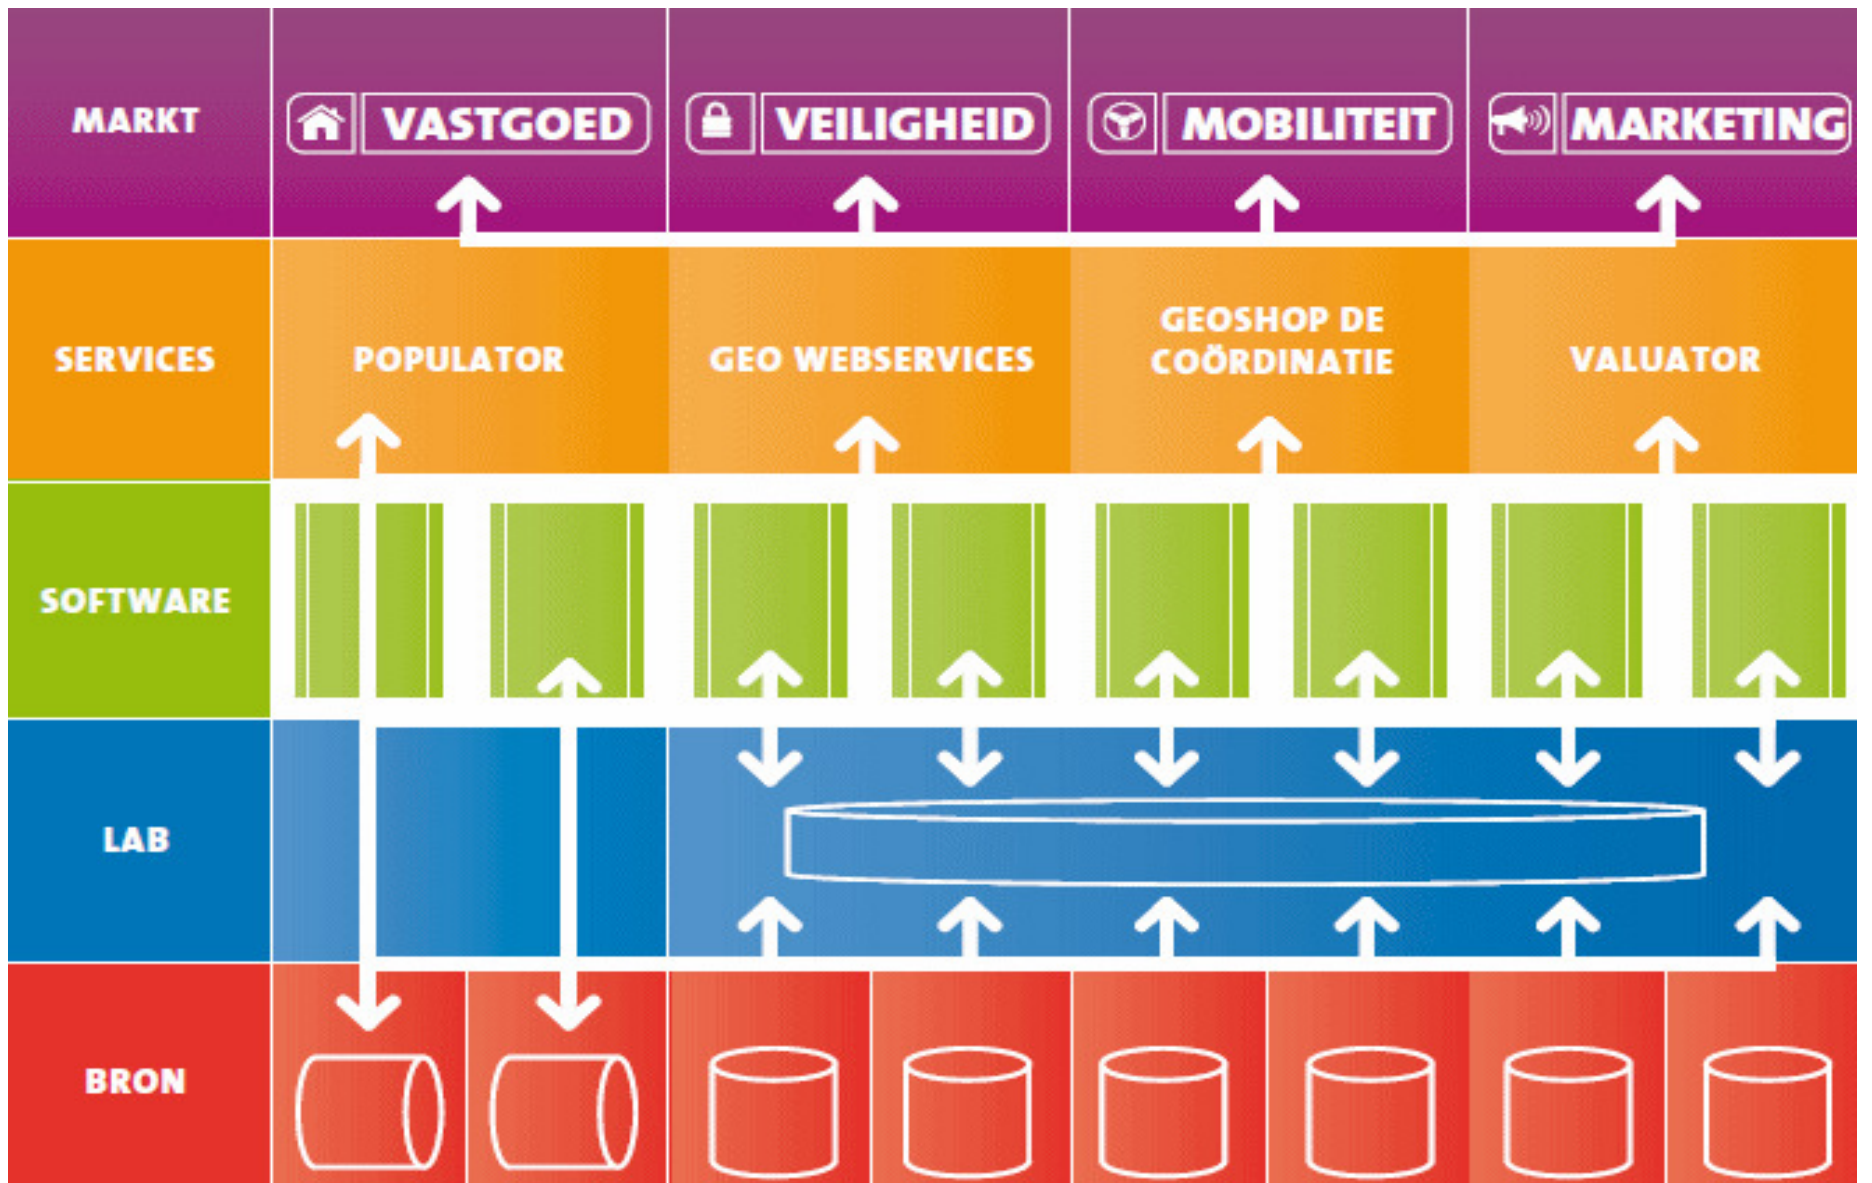 MARKT
VASTGOED
VEILIGHEID
MOBILITEIT
MARKETING
SERVICES
POPULATOR
GEO WEBSERVICES
GEOSHOP DE
COÖRDINATIE
VALUATOR
SOFTWARE
LAB
BRON